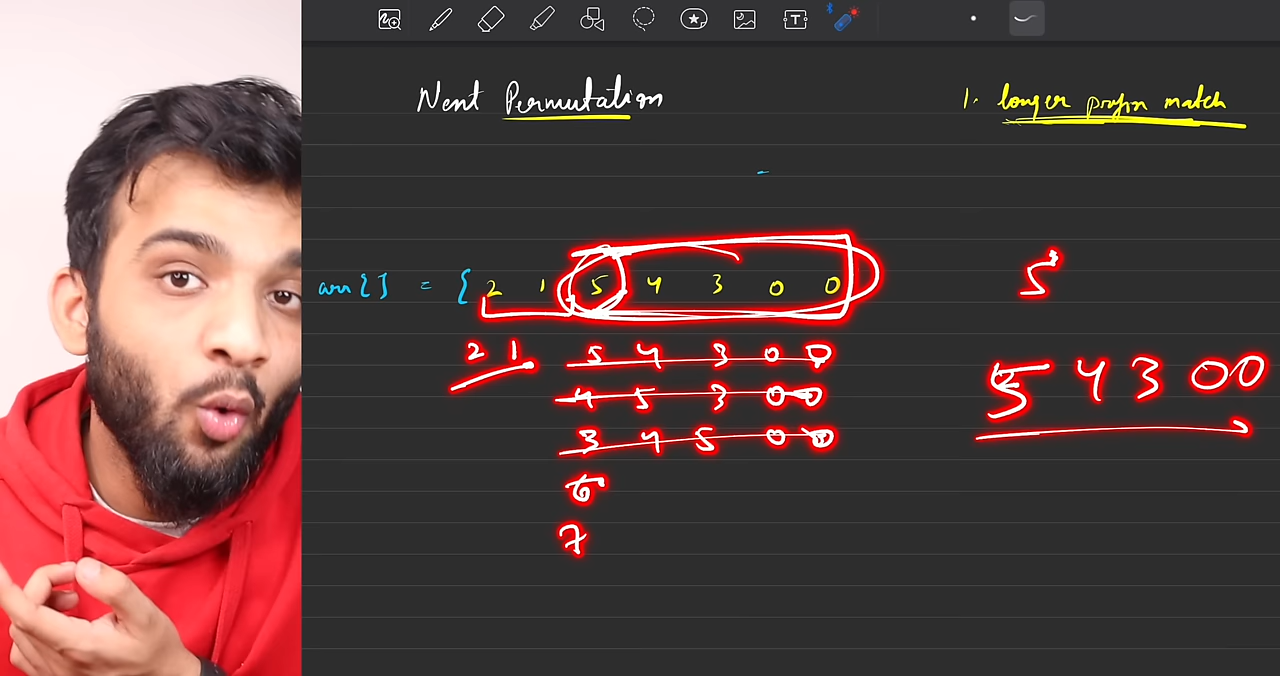 Next Permutation
1. longer prefix match
arr[] = { 2 1 5 4 3 0 0
5
2 1 5 4 3 0 0
5 4 3 0 0
4 5 3 0 0
3 4 5 0 0
6
7